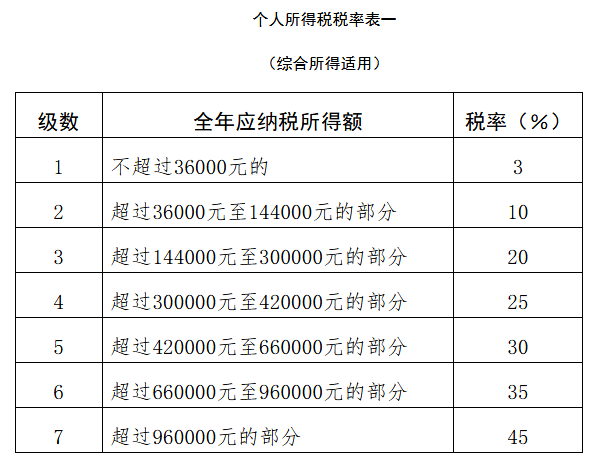 个人所得税税率表一
（综合所得适用）
级数 全年应纳税所得额 税率（%）
1 不超过36000元的 3
2 超过36000元至144000元的部分 10
3 超过144000元至300000元的部分 20
4 超过300000元至420000元的部分 25
5 超过420000元至660000元的部分 30
6 超过660000元至960000元的部分 35
7 超过960000元的部分 45